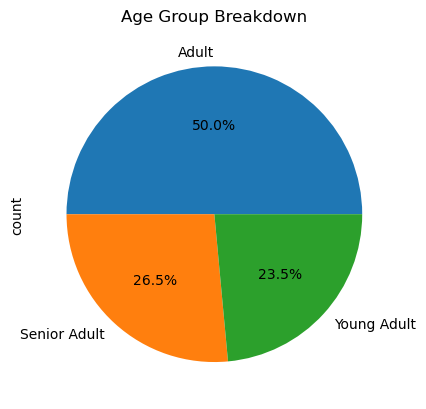 Age Group Breakdown
Adult
50.0%
count
26.5%
23.5%
Senior Adult
Young Adult